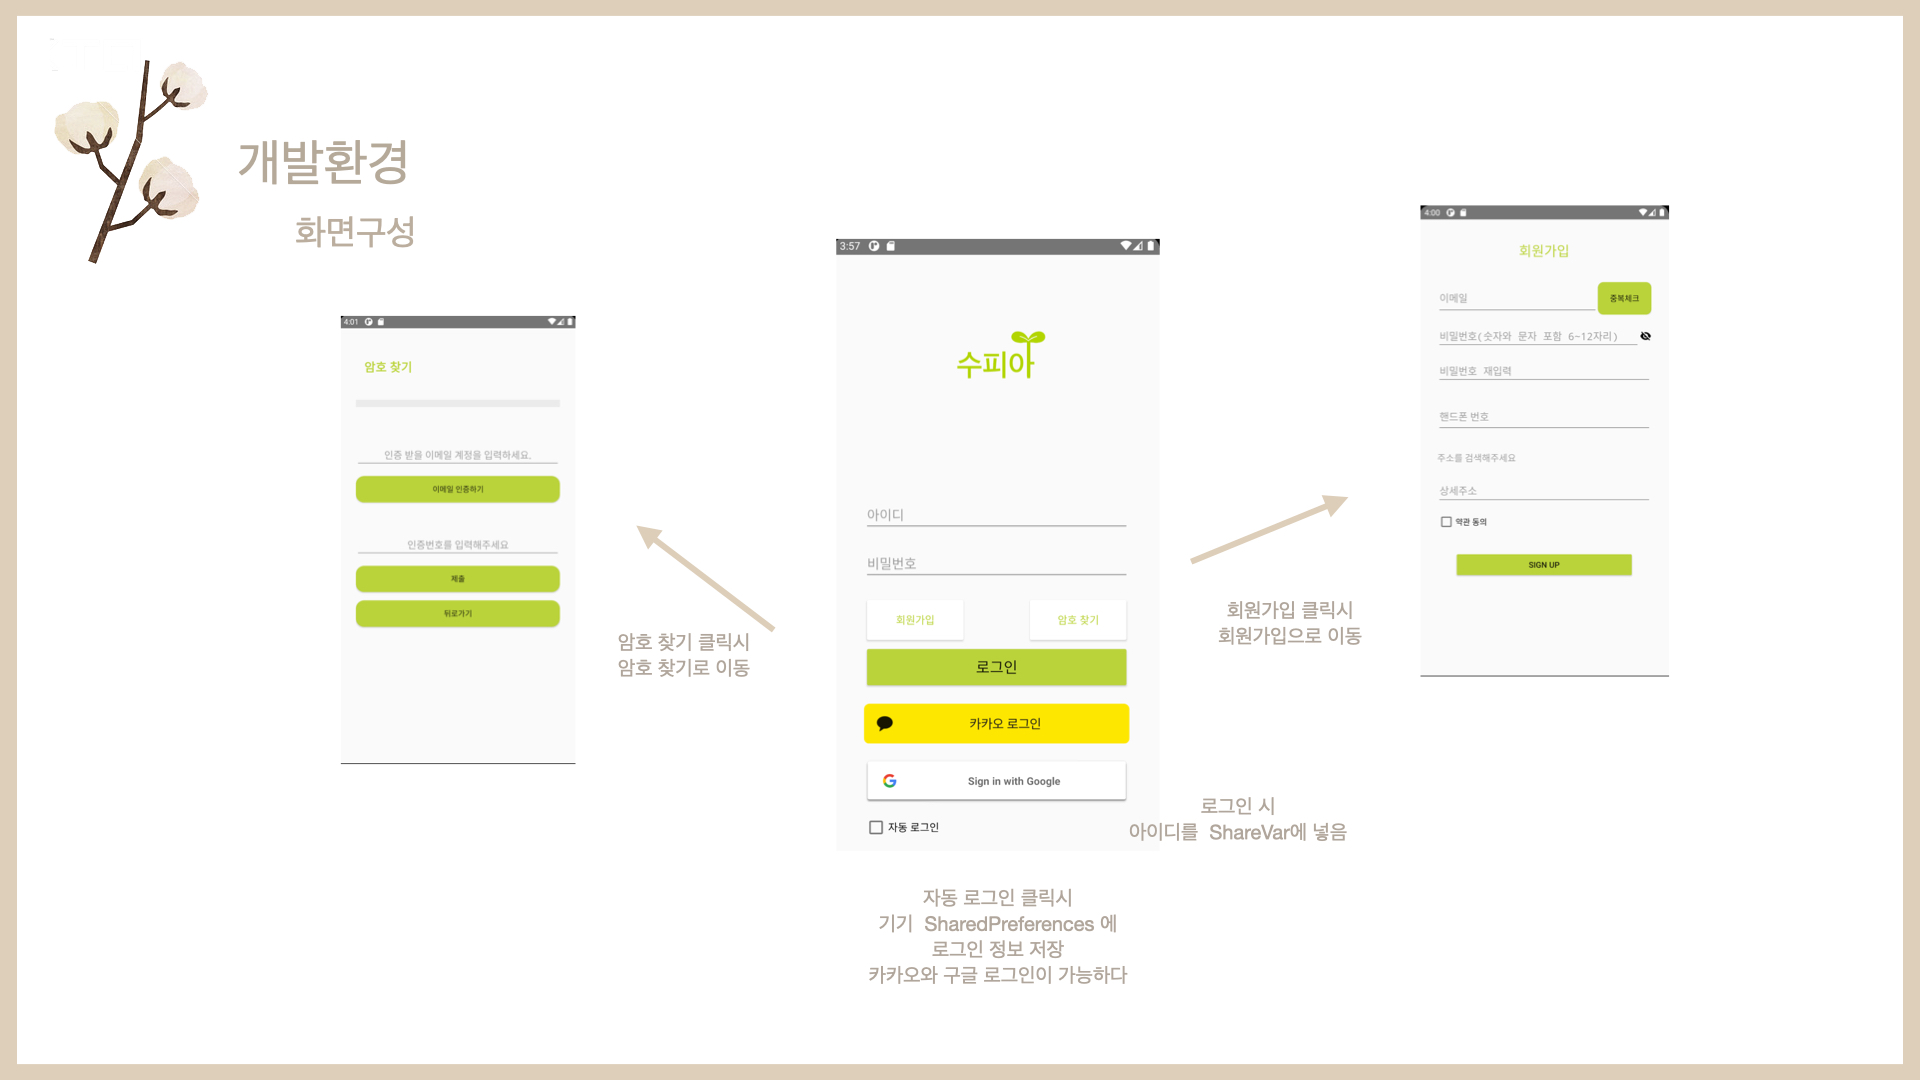 개발환경
화면구성
4:01
암호 찾기
인증 받을 이메일 계정을 입력하세요.
이메일 인증하기
인증번호를 입력해주세요
제출
뒤로가기
암호 찾기 클릭시
암호 찾기로 이동
3:57
수피아
아이디
비밀번호
회원가입
암호 찾기
로그인
카카오 로그인
Sign in with Google
자동 로그인
회원가입 클릭시
회원가입으로 이동
4:00
회원가입
이메일
중복체크
비밀번호(숫자와 문자 포함 6~12자리)
비밀번호 재입력
핸드폰 번호
주소를 검색해주세요
상세주소
약관 동의
SIGN UP
로그인 시
아이디를 ShareVar에 넣음
자동 로그인 클릭시
기기 SharedPreferences 에
로그인 정보 저장
카카오와 구글 로그인이 가능하다